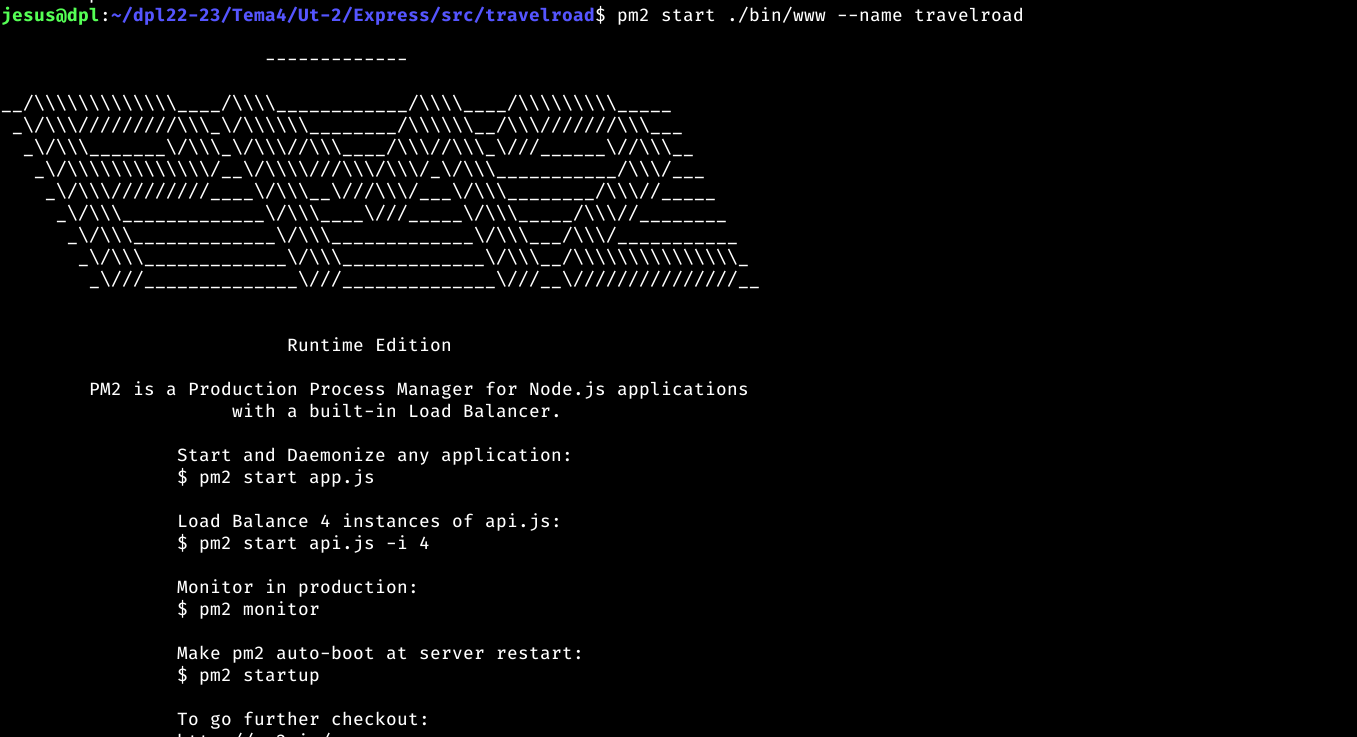 jesus@dpl:~/dpl22-23/Tema4/Ut-2/Express/src/travelroad$ pm2 start ./bin/www --name travelroad
-------------
__/\\\\\\\\\\\\\____/\\\\____________/\\\\____/\\\\\\\\\_____
_\/\\\/////////\\\_\/\\\\\\________/\\\\\\__/\\\///////\\\___
_\/\\\_______\/\\\_\/\\\//\\\____/\\\//\\\_\///______\//\\\__
_\/\\\\\\\\\\\\\/__\/\\\\///\\\/\\\/_\/\\\___________/\\\/___
_\/\\\/////////____\/\\\__\///\\\/___\/\\\________/\\\//_____
_\/\\\_____________\/\\\____\///_____\/\\\_____/\\\//________
_\/\\\_____________\/\\\_____________\/\\\___/\\\/___________
_\/\\\_____________\/\\\_____________\/\\\__/\\\\\\\\\\\\\\\_
_\///______________\///______________\///__\///////////////__
Runtime Edition
PM2 is a Production Process Manager for Node.js applications
with a built-in Load Balancer.
Start and Daemonize any application:
$ pm2 start app.js
Load Balance 4 instances of api.js:
$ pm2 start api.js -i 4
Monitor in production:
$ pm2 monitor
Make pm2 auto-boot at server restart:
$ pm2 startup
To go further checkout: